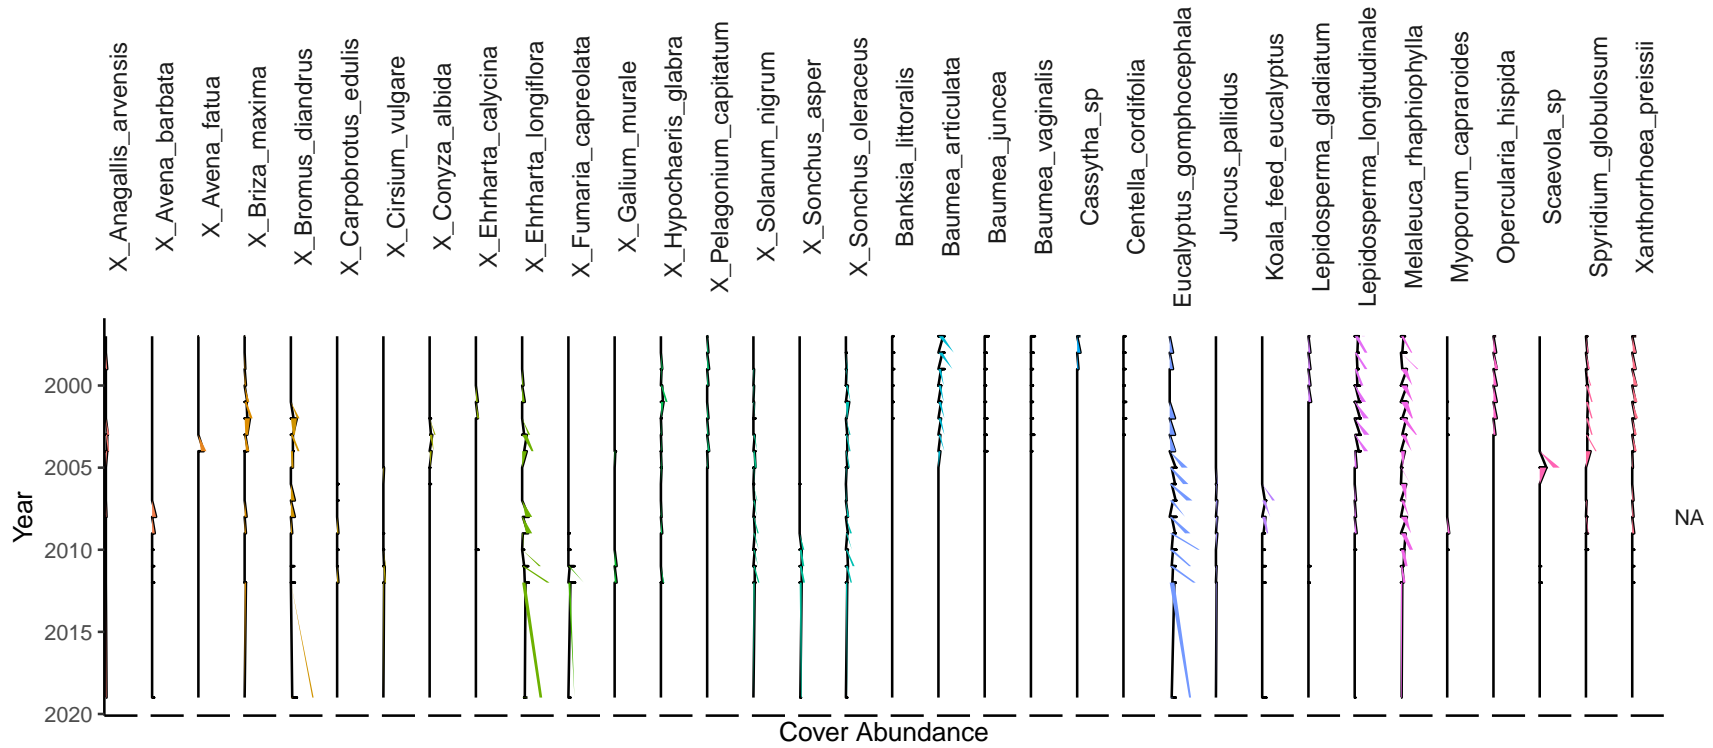 X_Anagallis_arvensis
X_Avena_barbata
X_Avena_fatua
X_Briza_maxima
X_Bromus_diandrus
X_Carpobrotus_edulis
X_Cirsium_vulgare
X_Conyza_albida
X_Ehrharta_calycina
X_Ehrharta_longiflora
X_Fumaria_capreolata
X_Galium_murale
X_Hypochaeris_glabra
X_Pelagonium_capitatum
X_Solanum_nigrum
X_Sonchus_asper
X_Sonchus_oleraceus
Banksia_littoralis
Baumea_articulata
Baumea_juncea
Baumea_vaginalis
Cassytha_sp
Centella_cordifolia
Eucalyptus_gomphocephala
Juncus_pallidus
Koala_feed_eucalyptus
Lepidosperma_gladiatum
Lepidosperma_longitudinale
Melaleuca_rhaphiophylla
Myoporum_capraroides
Opercularia_hispida
Scaevola_sp
Spyridium_globulosum
Xanthorrhoea_preissii
2000
2005
2010
2015
2020
Year
NA
Cover Abundance